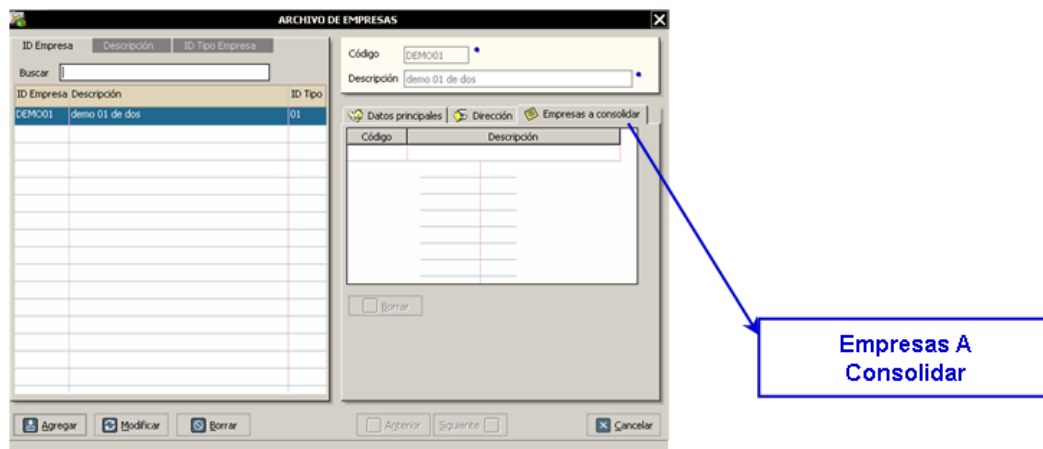 ARCHIVO DE EMPRESAS
ID Empresa Descripción ID Tipo Empresa
Buscar
ID Empresa Descripción ID Tipo
DEMO01 demo 01 de dos 01
Código DEMO01
Descripción demo 01 de dos
Datos principales Dirección Empresas a consolidar
Código Descripción
Borrar
Agregar Modificar Borrar Anterior Siguiente Cancelar
Empresas A
Consolidar